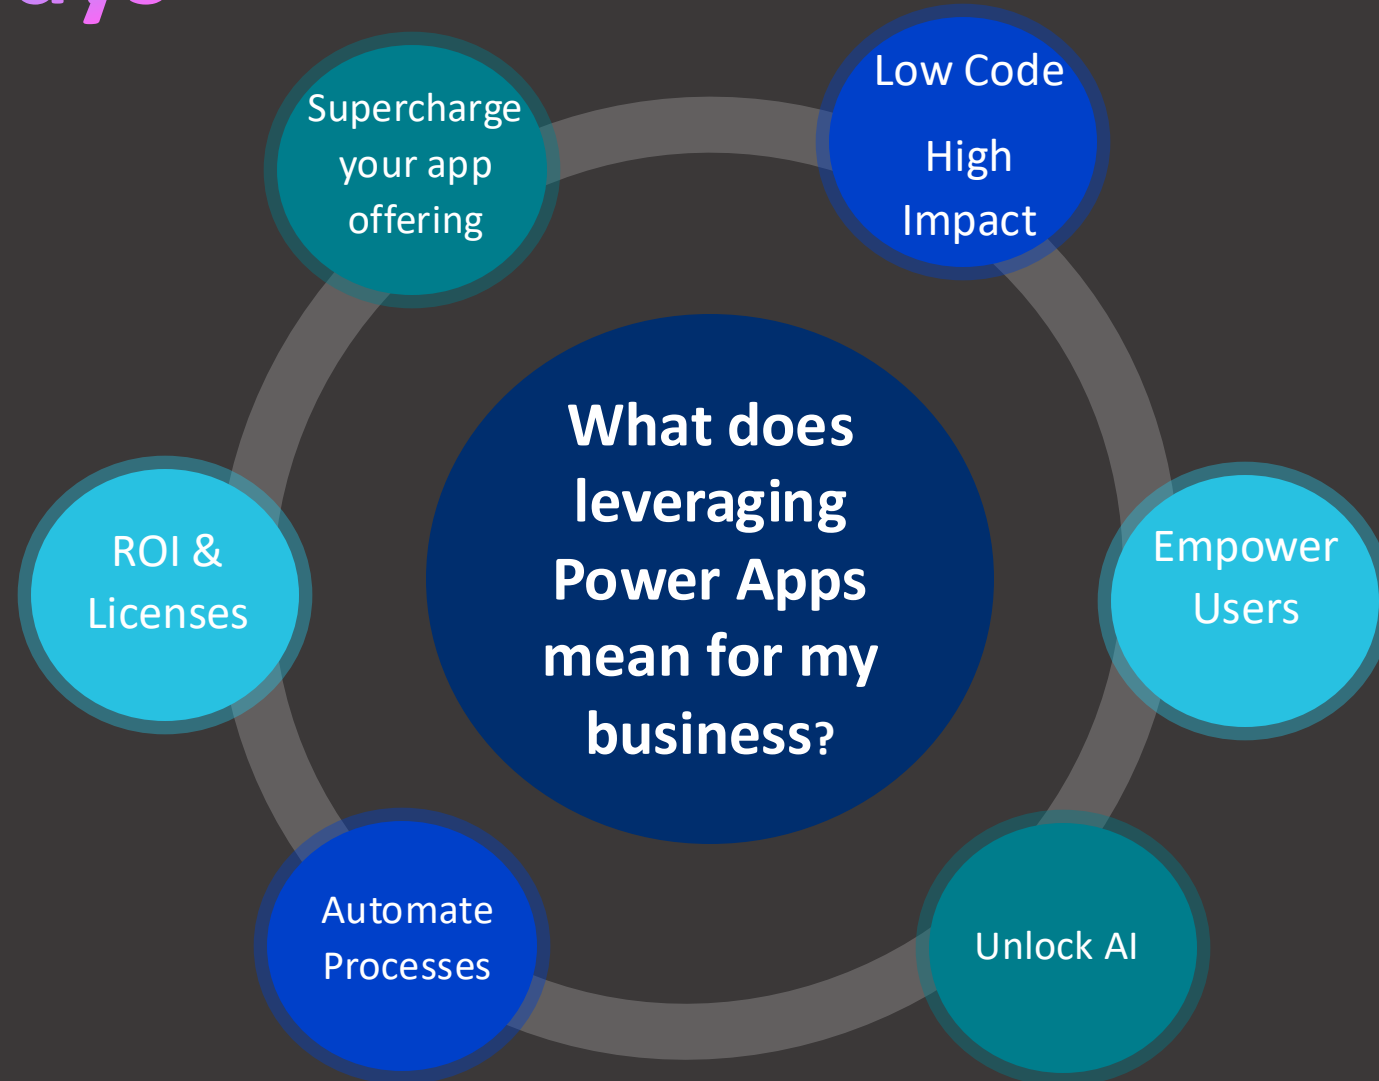 Supercharge
your app
offering
Low Code
High
Impact
What does
leveraging
Power Apps
mean for my
business?
ROI &
Licenses
Empower
Users
Automate
Processes
Unlock AI